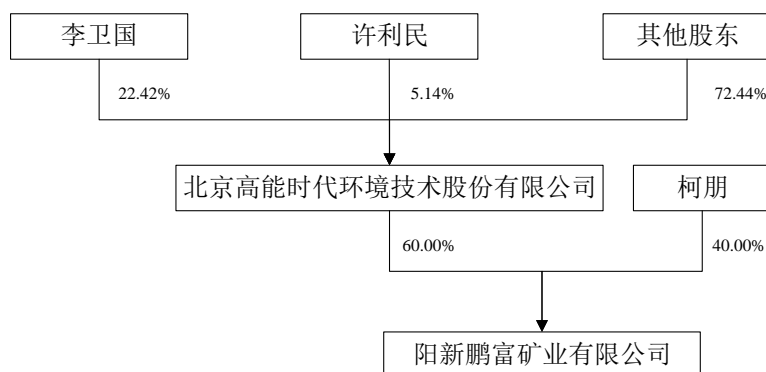 李卫国
许利民
其他股东
22.42%
5.14%
72.44%
北京高能时代环境技术股份有限公司
柯朋
60.00%
40.00%
阳新鹏富矿业有限公司